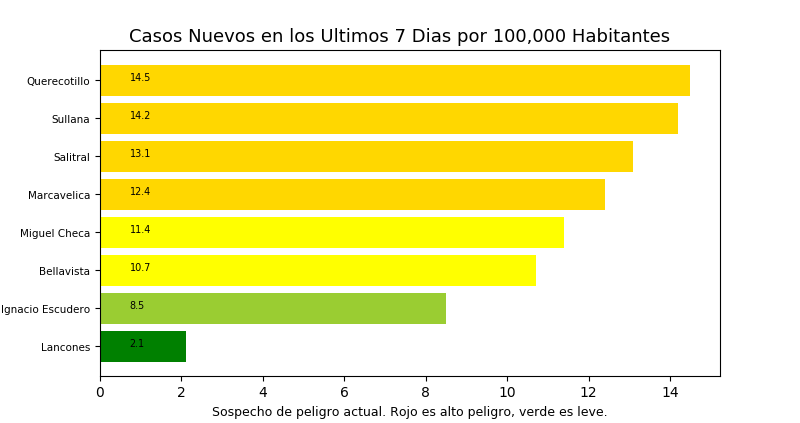 Casos Nuevos en los Ultimos 7 Dias por 100,000 Habitantes
Querecotillo 14.5
Sullana 14.2
Salitral 13.1
Marcavelica 12.4
Miguel Checa 11.4
Bellavista 10.7
Ignacio Escudero 8.5
Lancones 2.1
0 2 4 6 8 10 12 14
Sospecho de peligro actual. Rojo es alto peligro, verde es leve.